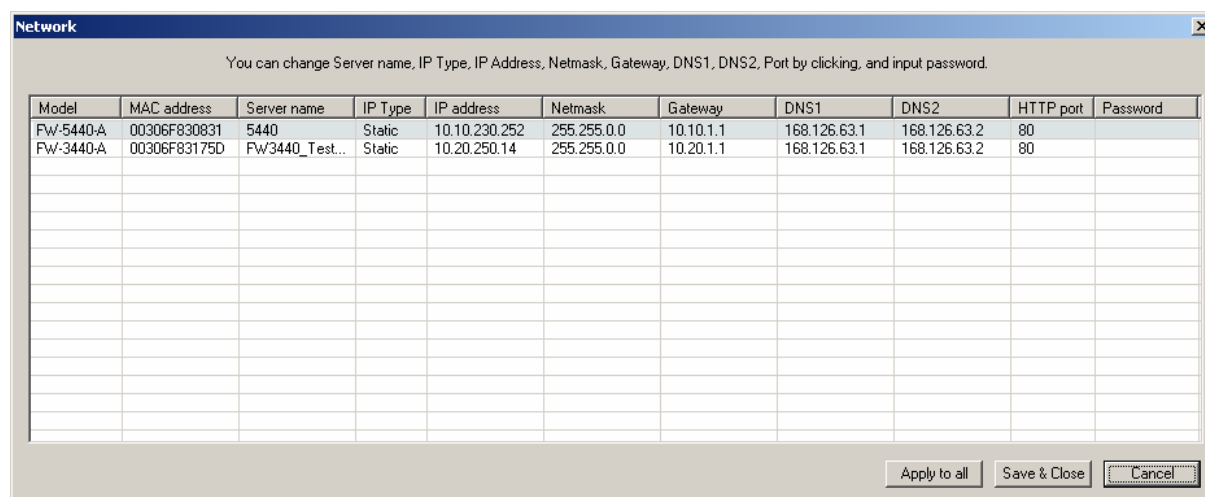 Network
You can change Server name, IP Type, IP Address, Netmask, Gateway, DNS1, DNS2, Port by clicking, and input password.
Model MAC address Server name IP Type IP address Netmask Gateway DNS1 DNS2 HTTP port Password
FW-5440-A 00306F830831 5440 Static 10.10.230.252 255.255.0.0 10.10.1.1 168.126.63.1 168.126.63.2 80
FW-3440-A 00306F83175D FW3440_Test... Static 10.20.250.14 255.255.0.0 10.20.1.1 168.126.63.1 168.126.63.2 80
Apply to all Save & Close Cancel